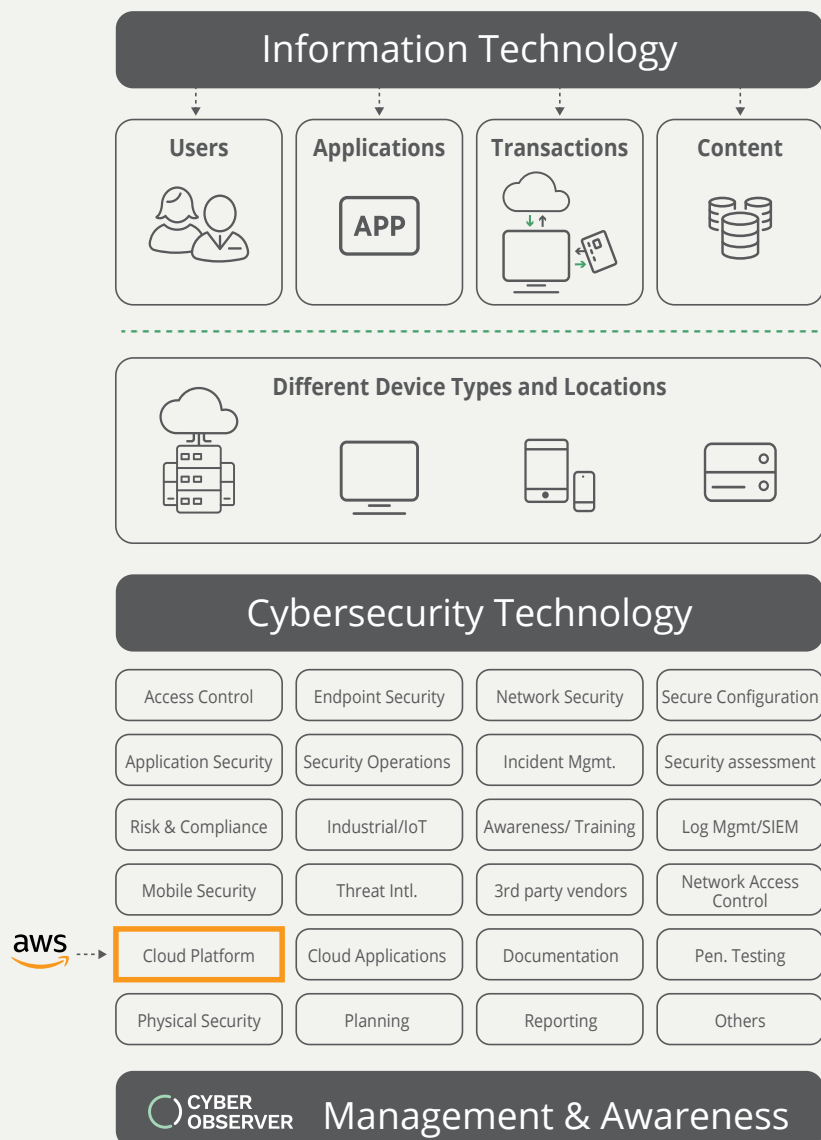 Information Technology
Users
Applications
Transactions
Content
APP
Different Device Types and Locations
Cybersecurity Technology
Access Control
Endpoint Security
Network Security
Secure Configuration
Application Security
Security Operations
Incident Mgmt.
Security assessment
Risk & Compliance
Industrial/IoT
Awareness/ Training
Log Mgmt/SIEM
Mobile Security
Threat Intl.
3rd party vendors
Network Access
Control
aws
Cloud Platform
Cloud Applications
Documentation
Pen. Testing
Physical Security
Planning
Reporting
Others
CYBER
OBSERVER
Management & Awareness